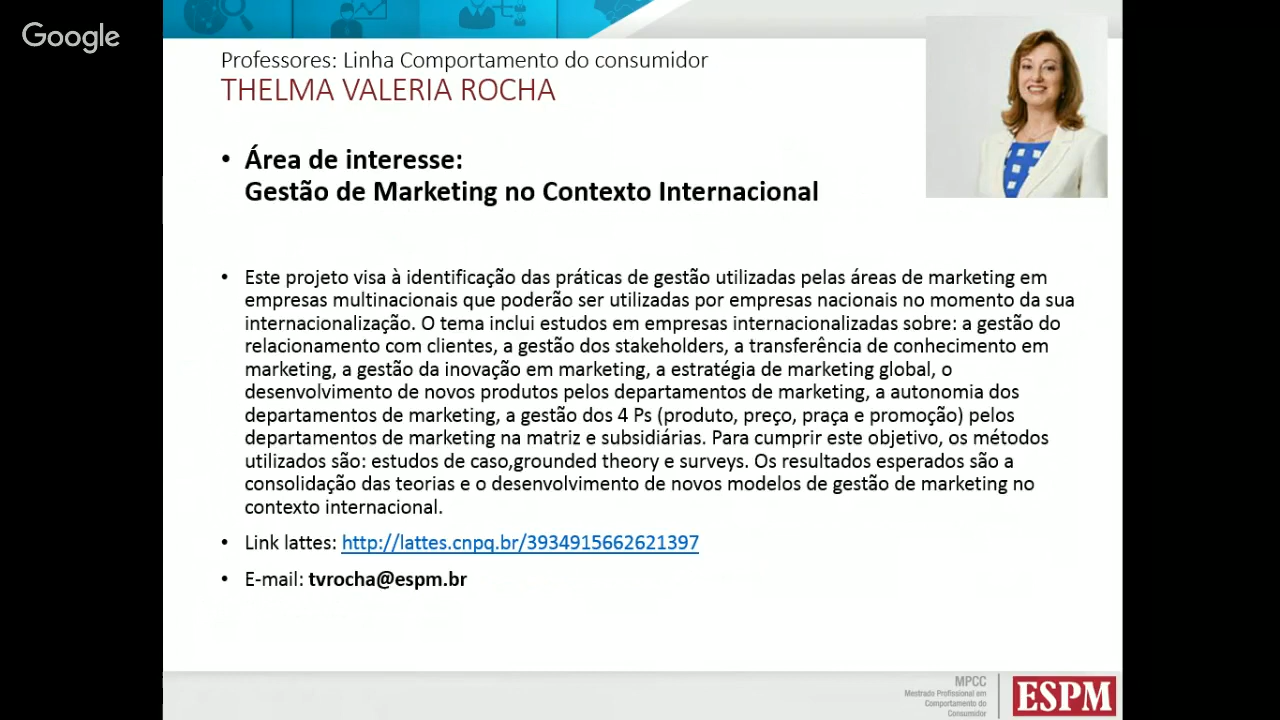 Google
Professores: Linha Comportamento do consumidor
THELMA VALERIA ROCHA
• Área de interesse:
Gestão de Marketing no Contexto Internacional
• Este projeto visa à identificação das práticas de gestão utilizadas pelas áreas de marketing em
empresas multinacionais que poderão ser utilizadas por empresas nacionais no momento da sua
internacionalização. O tema inclui estudos em empresas internacionalizadas sobre: a gestão do
relacionamento com clientes, a gestão dos stakeholders, a transferência de conhecimento em
marketing, a gestão da inovação em marketing, a estratégia de marketing global, o
desenvolvimento de novos produtos pelos departamentos de marketing, a autonomia dos
departamentos de marketing, a gestão dos 4 Ps (produto, preço, praça e promoção) pelos
departamentos de marketing na matriz e subsidiárias. Para cumprir este objetivo, os métodos
utilizados são: estudos de caso,grounded theory e surveys. Os resultados esperados são a
consolidação das teorias e o desenvolvimento de novos modelos de gestão de marketing no
contexto internacional.
• Link lattes: http://lattes.cnpq.br/3934915662621397
• E-mail: tvrocha@espm.br
MPCC
Mestrado Profissional em
Comportamento do
Consumidor
ESPM